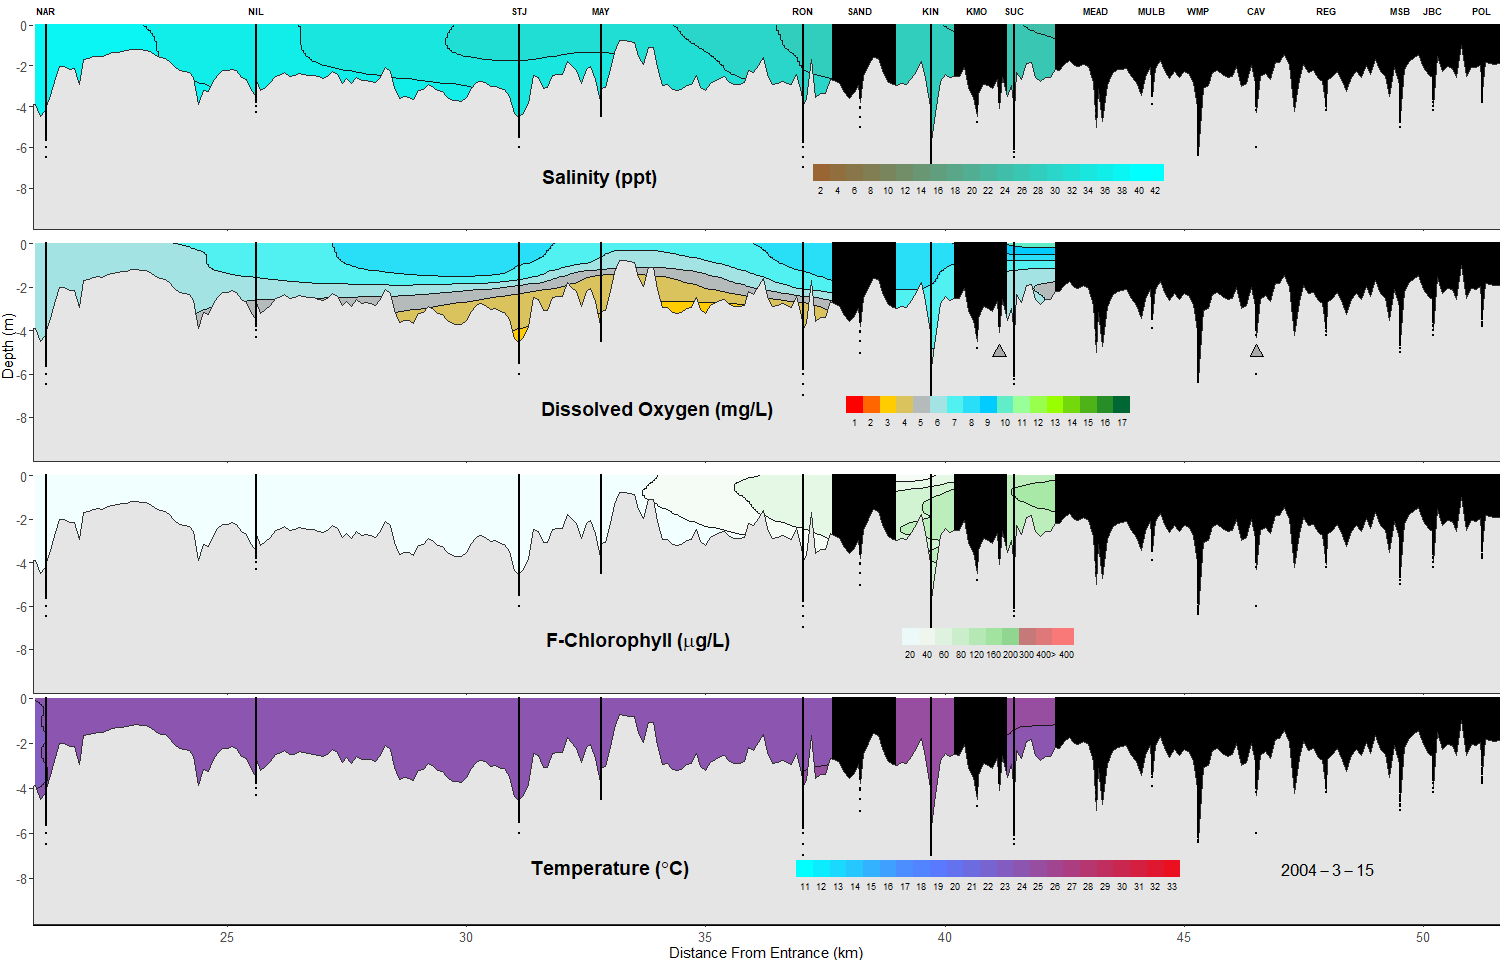 NAR NIL STJ MAY RON SAND KIN KMO SUC MEAD MULB WMP CAV REG MSB JBC POL
0
-2
-4
-6
-8
Salinity (ppt)
2 4 6 8 10 12 14 16 18 20 22 24 26 28 30 32 34 36 38 40 42
0
-2
-4
-6
-8
Depth (m)
Dissolved Oxygen (mg/L)
1 2 3 4 5 6 7 8 9 10 11 12 13 14 15 16 17
0
-2
-4
-6
-8
F-Chlorophyll (μg/L)
20 40 60 80 120 160 200 300 400> 400
0
-2
-4
-6
-8
Temperature (°C)
11 12 13 14 15 16 17 18 19 20 21 22 23 24 25 26 27 28 29 30 31 32 33
2004 – 3 – 15
25 30 35 40 45 50
Distance From Entrance (km)